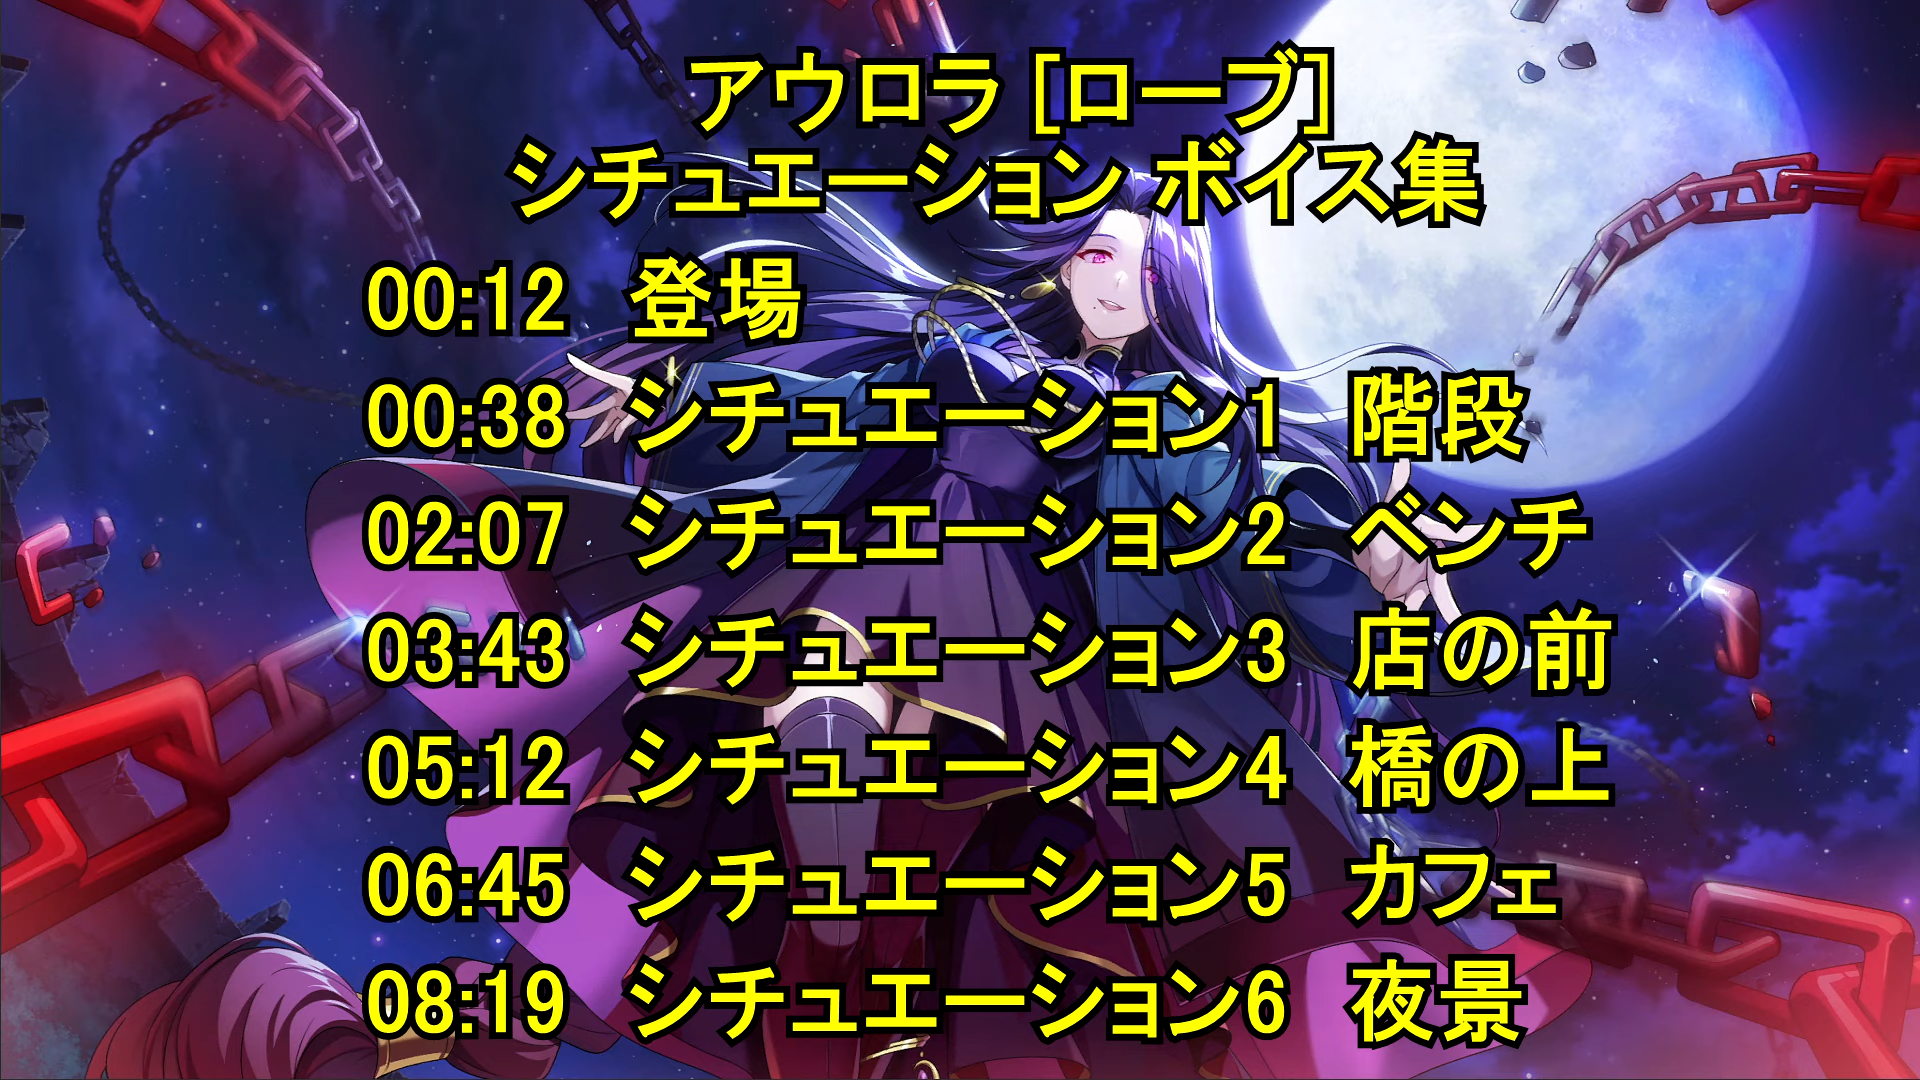 アウロラ [ローブ]
シチュエーション ボイス集
00:12 登場
00:38 シチュエーション1 階段
02:07 シチュエーション2 ベンチ
03:43 シチュエーション3 店の前
05:12 シチュエーション4 橋の上
06:45 シチュエーション5 カフェ
08:19 シチュエーション6 夜景